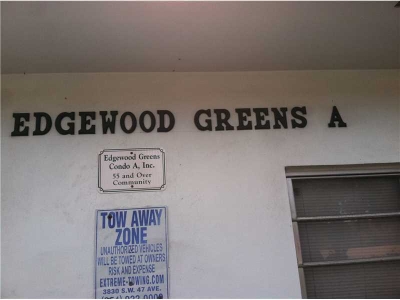 EDGEWOOD GREENS A
Edgewood Greens
Condo A, Inc.
55 and Over
Community
TOW AWAY
ZONE
UNAUTHORIZED VEHICLES
WILL BE TOWED AT OWNERS
RISK AND EXPENSE
EXTREME-TOWING.COM
3830 S.W. 47 AVE.